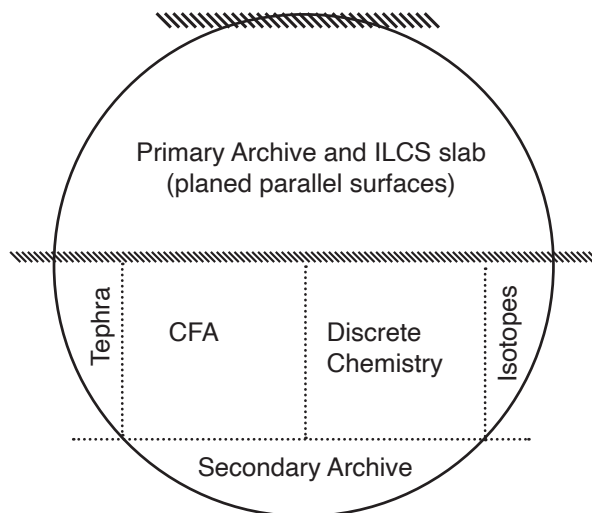 Primary Archive and ILCS slab
(planed parallel surfaces)
Tephra
CFA
Discrete
Chemistry
Isotopes
Secondary Archive